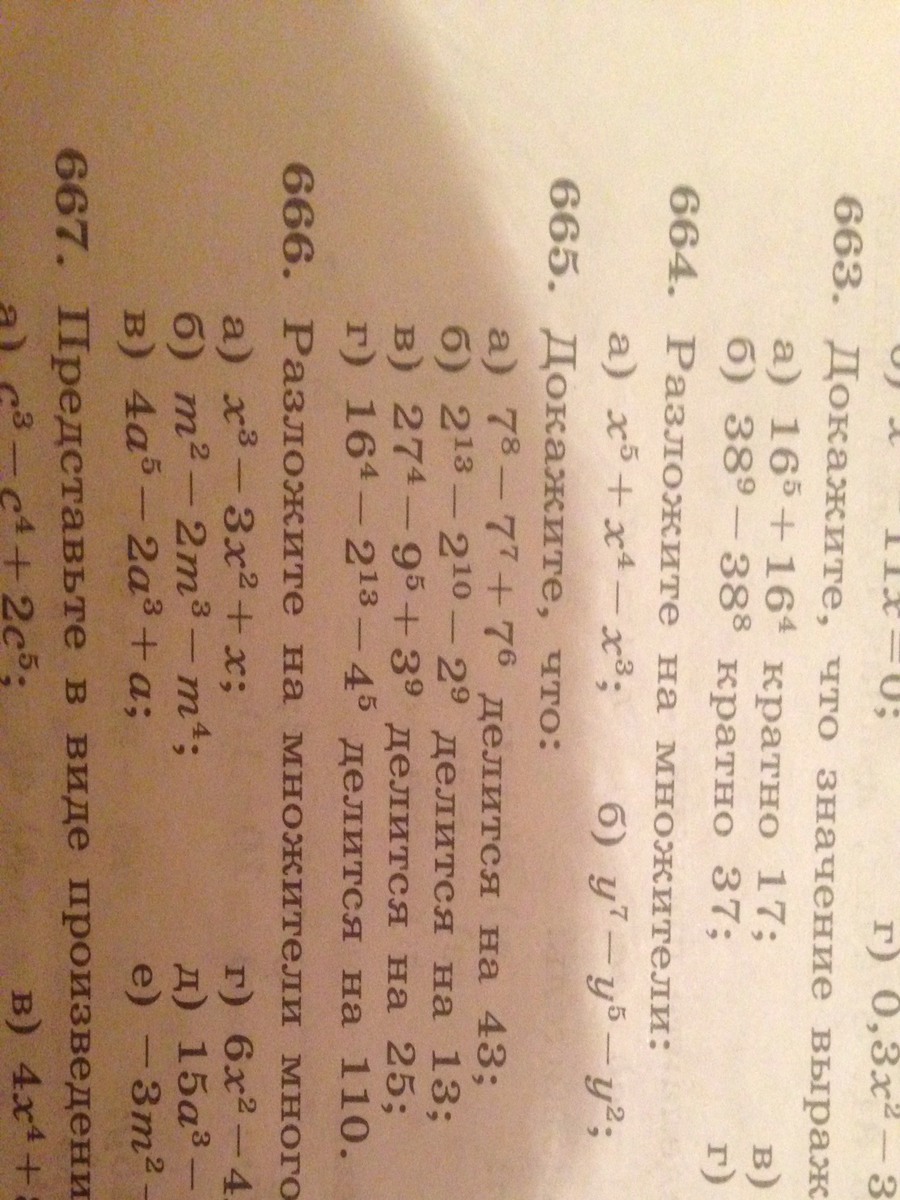 г) 0,3x² − 3
663. Докажите, что значение выраж
а) 16⁵ + 16⁴ кратно 17; в)
б) 38⁹ − 38⁸ кратно 37; г)
664. Разложите на множители:
а) x⁵ + x⁴ − x³; б) y⁷ − y⁵ − y²;
665. Докажите, что:
а) 7⁸ − 7⁷ + 7⁶ делится на 43;
б) 2¹³ − 2¹⁰ − 2⁹ делится на 13;
в) 27⁴ − 9⁵ + 3⁹ делится на 25;
г) 16⁴ − 2¹³ − 4⁵ делится на 110.
666. Разложите на множители много
а) x³ − 3x² + x; г) 6x² − 4
б) m² − 2m³ − m⁴; д) 15a³ −
в) 4a⁵ − 2a³ + a; е) −3m² −
667. Представьте в виде произведени
а) c³ − c⁴ + 2c⁵; в) 4x⁴ +